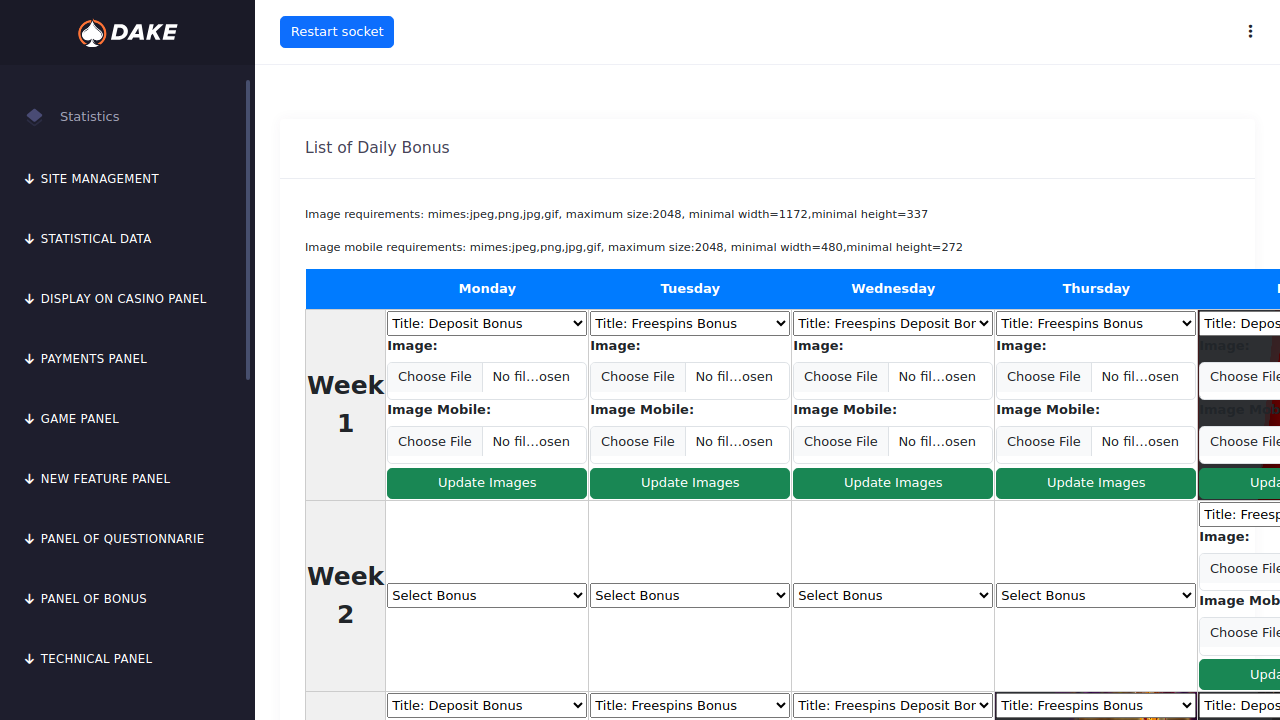 DAKE
Restart socket
Statistics
SITE MANAGEMENT
STATISTICAL DATA
DISPLAY ON CASINO PANEL
PAYMENTS PANEL
GAME PANEL
NEW FEATURE PANEL
PANEL OF QUESTIONNARIE
PANEL OF BONUS
TECHNICAL PANEL
List of Daily Bonus
Image requirements: mimes:jpeg,png,jpg,gif, maximum size:2048, minimal width=1172,minimal height=337
Image mobile requirements: mimes:jpeg,png,jpg,gif, maximum size:2048, minimal width=480,minimal height=272
Monday Tuesday Wednesday Thursday
Week 1
Title: Deposit Bonus Title: Freespins Bonus Title: Freespins Deposit Bor Title: Freespins Bonus Title: Depos
Image: Image: Image: Image: Image:
Choose File No fil...osen Choose File No fil...osen Choose File No fil...osen Choose File No fil...osen Choose File
Image Mobile: Image Mobile: Image Mobile: Image Mobile: Image Mob
Choose File No fil...osen Choose File No fil...osen Choose File No fil...osen Choose File No fil...osen Choose File
Update Images Update Images Update Images Update Images Upda
Week 2
Select Bonus Select Bonus Select Bonus Select Bonus
Title: Freesp
Image:
Choose File
Image Mob
Choose File
Upda
Title: Deposit Bonus Title: Freespins Bonus Title: Freespins Deposit Bor Title: Freespins Bonus Title: Depos